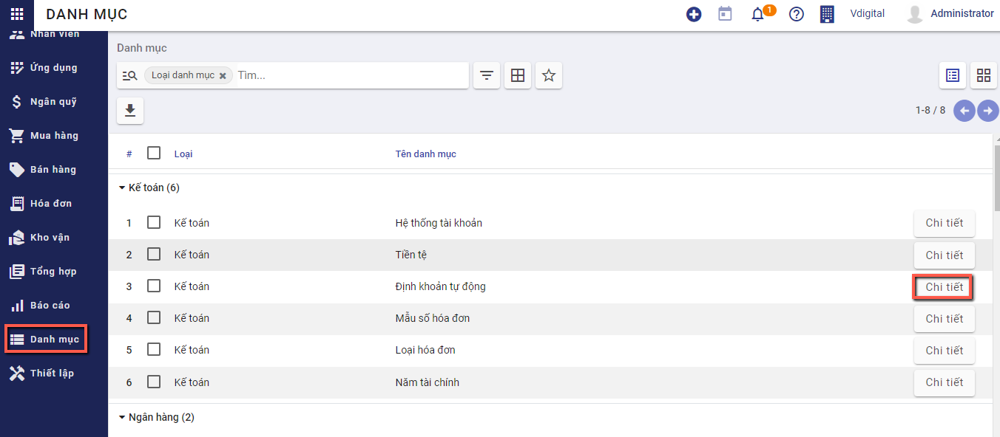 DANH MỤC
1
Vdigital
Administrator
Nhân viên
Ứng dụng
Ngân quỹ
Mua hàng
Bán hàng
Hóa đơn
Kho vận
Tổng hợp
Báo cáo
Danh mục
Thiết lập
Danh mục
Loại danh mục × Tìm...
1-8 / 8
# Loại Tên danh mục
Kế toán (6)
1 Kế toán Hệ thống tài khoản Chi tiết
2 Kế toán Tiền tệ Chi tiết
3 Kế toán Định khoản tự động Chi tiết
4 Kế toán Mẫu số hóa đơn Chi tiết
5 Kế toán Loại hóa đơn Chi tiết
6 Kế toán Năm tài chính Chi tiết
Ngân hàng (2)